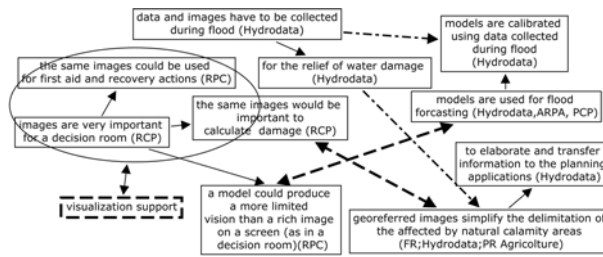 data and images have to be collected
during flood (Hydrodata)
models are calibrated
using data collected
during flood
(Hydrodata)
the same images could be used
for first aid and recovery actions (RPC)
for the relief of water damage
(Hydrodata)
the same images would be
important to
calculate damage (RCP)
models are used for flood
forcasting (Hydrodata,ARPA, PCP)
images are very important
for a decision room (RCP)
to elaborate and transfer
information to the planning
applications (Hydrodata)
visualization support
a model could produce
a more limited
vision than a rich image
on a screen (as in a
decision room)(RPC)
georeferred images simplify the delimitation of
the affected by natural calamity areas
(FR;Hydrodata;PR Agricolture)